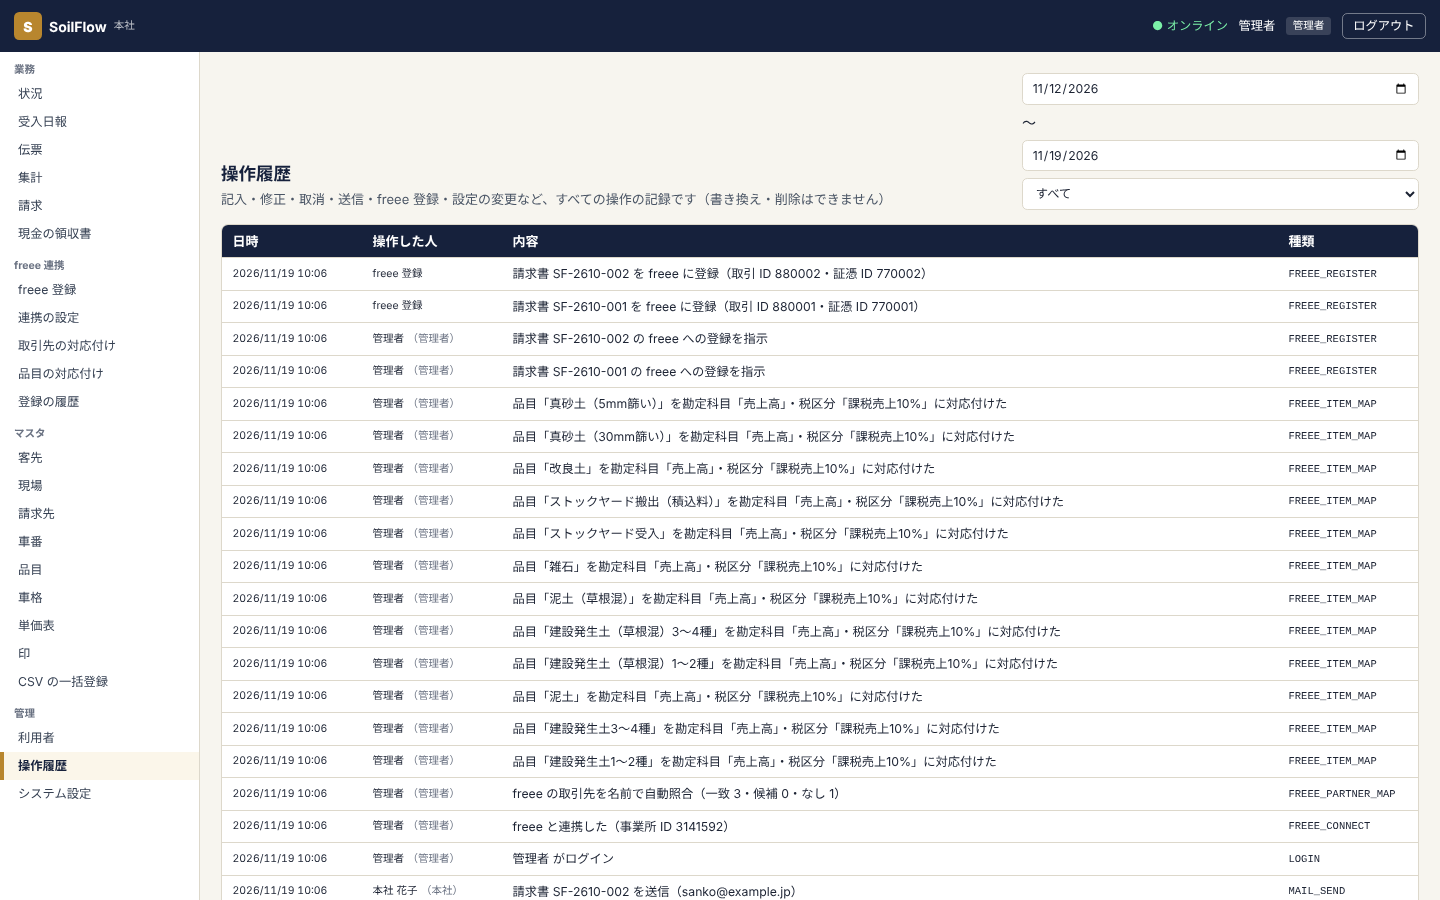 S SoilFlow 本社
オンライン 管理者 管理者 ログアウト
業務
状況
受入日報
伝票
集計
請求
現金の領収書
freee 連携
freee 登録
連携の設定
取引先の対応付け
品目の対応付け
登録の履歴
マスタ
客先
現場
請求先
車番
品目
車格
単価表
印
CSV の一括登録
管理
利用者
操作履歴
システム設定
11/12/2026
〜
11/19/2026
すべて
操作履歴
記入・修正・取消・送信・freee 登録・設定の変更など、すべての操作の記録です（書き換え・削除はできません）
日時 操作した人 内容 種類
2026/11/19 10:06 freee 登録 請求書 SF-2610-002 を freee に登録（取引 ID 880002・証憑 ID 770002） FREEE_REGISTER
2026/11/19 10:06 freee 登録 請求書 SF-2610-001 を freee に登録（取引 ID 880001・証憑 ID 770001） FREEE_REGISTER
2026/11/19 10:06 管理者 （管理者） 請求書 SF-2610-002 の freee への登録を指示 FREEE_REGISTER
2026/11/19 10:06 管理者 （管理者） 請求書 SF-2610-001 の freee への登録を指示 FREEE_REGISTER
2026/11/19 10:06 管理者 （管理者） 品目「真砂土（5mm篩い）」を勘定科目「売上高」・税区分「課税売上10%」に対応付けた FREEE_ITEM_MAP
2026/11/19 10:06 管理者 （管理者） 品目「真砂土（30mm篩い）」を勘定科目「売上高」・税区分「課税売上10%」に対応付けた FREEE_ITEM_MAP
2026/11/19 10:06 管理者 （管理者） 品目「改良土」を勘定科目「売上高」・税区分「課税売上10%」に対応付けた FREEE_ITEM_MAP
2026/11/19 10:06 管理者 （管理者） 品目「ストックヤード搬出（積込料）」を勘定科目「売上高」・税区分「課税売上10%」に対応付けた FREEE_ITEM_MAP
2026/11/19 10:06 管理者 （管理者） 品目「ストックヤード受入」を勘定科目「売上高」・税区分「課税売上10%」に対応付けた FREEE_ITEM_MAP
2026/11/19 10:06 管理者 （管理者） 品目「雑石」を勘定科目「売上高」・税区分「課税売上10%」に対応付けた FREEE_ITEM_MAP
2026/11/19 10:06 管理者 （管理者） 品目「泥土（草根混）」を勘定科目「売上高」・税区分「課税売上10%」に対応付けた FREEE_ITEM_MAP
2026/11/19 10:06 管理者 （管理者） 品目「建設発生土（草根混）3〜4種」を勘定科目「売上高」・税区分「課税売上10%」に対応付けた FREEE_ITEM_MAP
2026/11/19 10:06 管理者 （管理者） 品目「建設発生土（草根混）1〜2種」を勘定科目「売上高」・税区分「課税売上10%」に対応付けた FREEE_ITEM_MAP
2026/11/19 10:06 管理者 （管理者） 品目「泥土」を勘定科目「売上高」・税区分「課税売上10%」に対応付けた FREEE_ITEM_MAP
2026/11/19 10:06 管理者 （管理者） 品目「建設発生土3〜4種」を勘定科目「売上高」・税区分「課税売上10%」に対応付けた FREEE_ITEM_MAP
2026/11/19 10:06 管理者 （管理者） 品目「建設発生土1〜2種」を勘定科目「売上高」・税区分「課税売上10%」に対応付けた FREEE_ITEM_MAP
2026/11/19 10:06 管理者 （管理者） freee の取引先を名前で自動照合（一致 3・候補 0・なし 1） FREEE_PARTNER_MAP
2026/11/19 10:06 管理者 （管理者） freee と連携した（事業所 ID 3141592） FREEE_CONNECT
2026/11/19 10:06 管理者 （管理者） 管理者 がログイン LOGIN
2026/11/19 10:06 本社 花子 （本社） 請求書 SF-2610-002 を送信（sanko@example.jp） MAIL_SEND